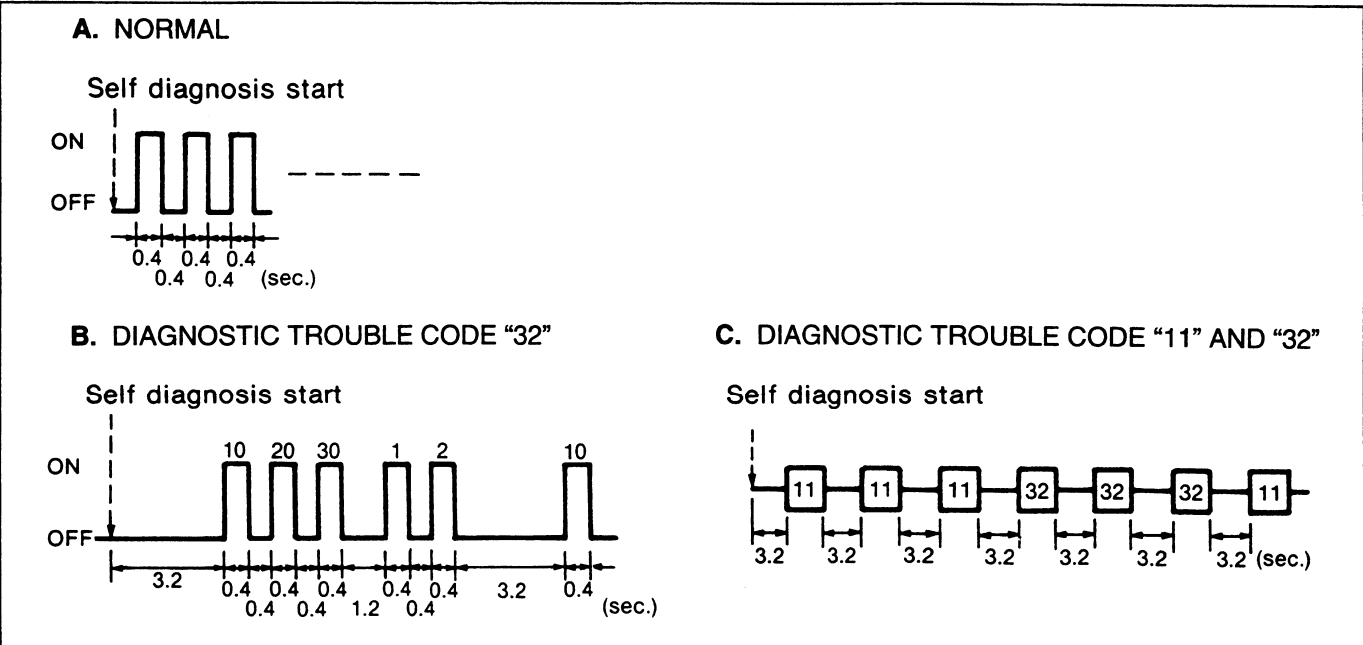 A. NORMAL
Self diagnosis start
ON
OFF
0.4 0.4 0.4
0.4 0.4 (sec.)
B. DIAGNOSTIC TROUBLE CODE “32”
Self diagnosis start
10 20 30 1 2 10
ON
OFF
3.2 0.4 0.4 0.4 0.4 0.4 3.2 0.4
0.4 0.4 1.2 0.4 (sec.)
C. DIAGNOSTIC TROUBLE CODE “11” AND “32”
Self diagnosis start
11 11 11 32 32 32 11
3.2 3.2 3.2 3.2 3.2 3.2 3.2 (sec.)